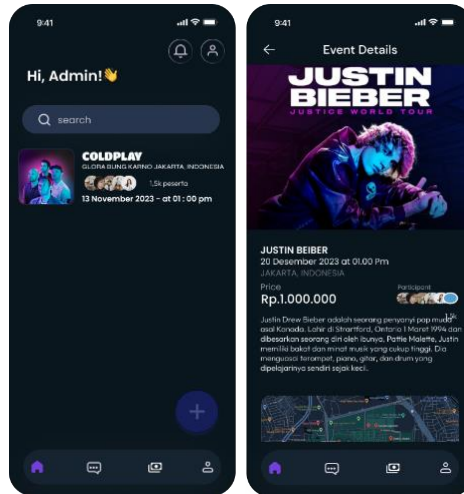 9:41
Hi, Admin!👋
search
COLDPLAY
GLORA BUNG KARNO JAKARTA, INDONESIA
1,5k peserta
13 November 2023 - at 01 : 00 pm
9:41
Event Details
JUSTIN
BIEBER
JUSTICE WORLD TOUR
JUSTIN BEIBER
20 Desember 2023 at 01.00 Pm
JAKARTA, INDONESIA
Price
Participant
Rp.1.000.000
Justin Drew Bieber adalah seorang penyanyi pop muda
asal Kanada. Lahir di Strartford, Ontario 1 Maret 1994 dan
dibesarkan seorang diri oleh Ibunya, Pattie Malette, Justin
memiliki bakat dan minat musik yang cukup tinggi. Dia
menguasai terompet, piano, gitar, dan drum yang
dipelajarinya sendiri sejak kecil.